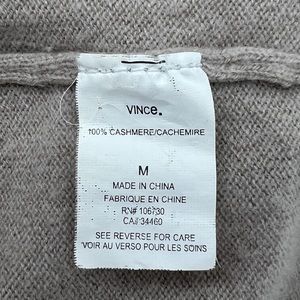 VINCe.
100% CASHMERE/CACHEMIRE
M
MADE IN CHINA
FABRIQUE EN CHINE
RN# 106730
CA# 34460
SEE REVERSE FOR CARE
VOIR AU VERSO POUR LES SOINS